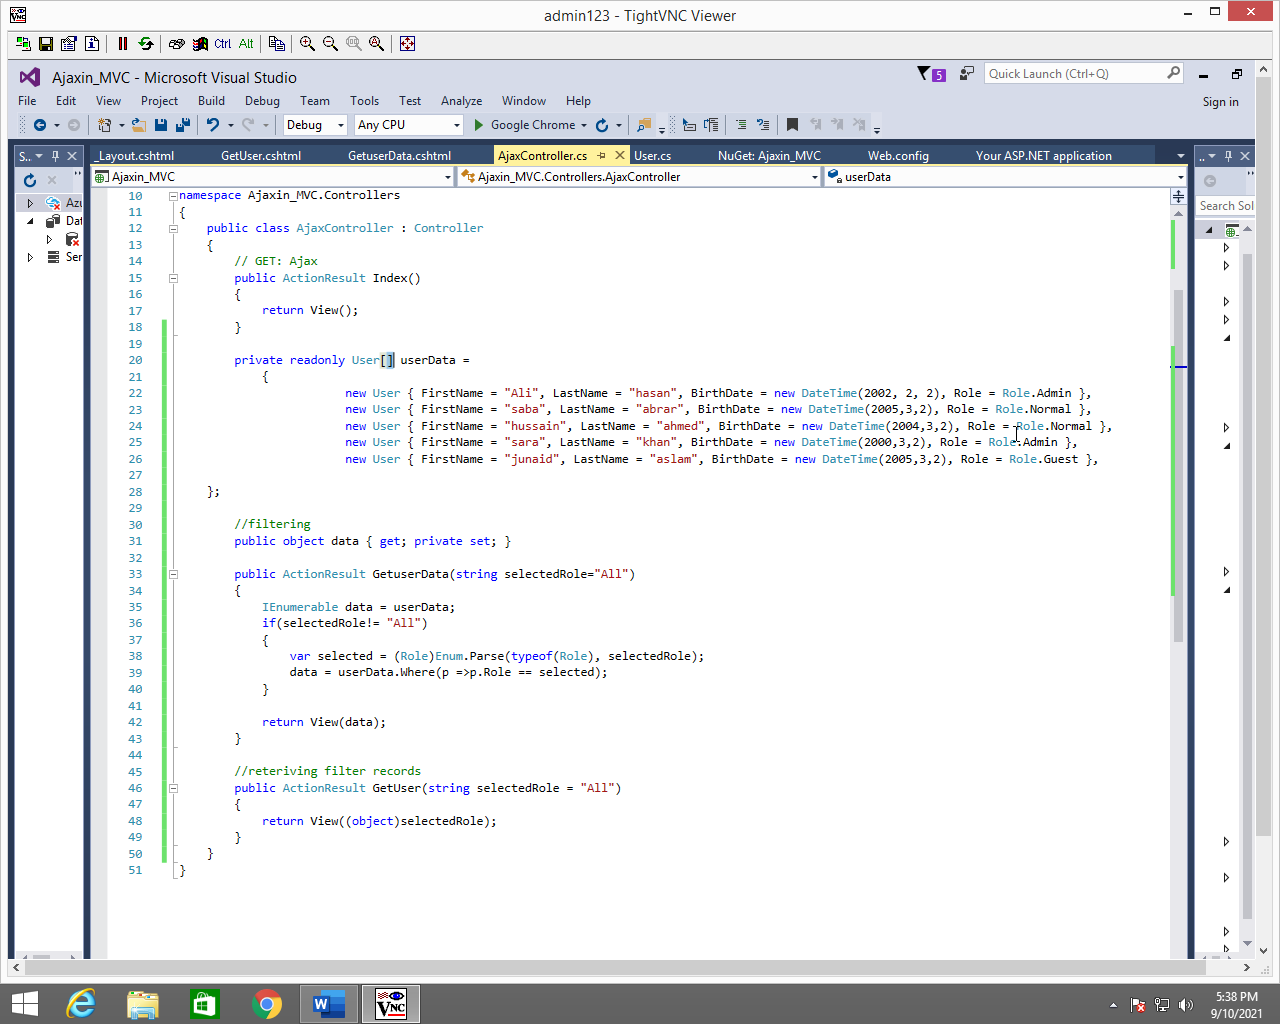 admin123 - TightVNC Viewer
Ctrl Alt
Ajaxin_MVC - Microsoft Visual Studio
5
Quick Launch (Ctrl+Q)
File Edit View Project Build Debug Team Tools Test Analyze Window Help
Sign in
Debug Any CPU Google Chrome
S..
_Layout.cshtml GetUser.cshtml GetuserData.cshtml AjaxController.cs User.cs NuGet: Ajaxin_MVC Web.config Your ASP.NET application
Ajaxin_MVC Ajaxin_MVC.Controllers.AjaxController userData
Azu
Dat
Ser
Search Sol
10 namespace Ajaxin_MVC.Controllers
11 {
12 public class AjaxController : Controller
13 {
14 // GET: Ajax
15 public ActionResult Index()
16 {
17 return View();
18 }
19
20 private readonly User[] userData =
21 {
22 new User { FirstName = "Ali", LastName = "hasan", BirthDate = new DateTime(2002, 2, 2), Role = Role.Admin },
23 new User { FirstName = "saba", LastName = "abrar", BirthDate = new DateTime(2005,3,2), Role = Role.Normal },
24 new User { FirstName = "hussain", LastName = "ahmed", BirthDate = new DateTime(2004,3,2), Role = Role.Normal },
25 new User { FirstName = "sara", LastName = "khan", BirthDate = new DateTime(2000,3,2), Role = Role.Admin },
26 new User { FirstName = "junaid", LastName = "aslam", BirthDate = new DateTime(2005,3,2), Role = Role.Guest },
27
28 };
29
30 //filtering
31 public object data { get; private set; }
32
33 public ActionResult GetuserData(string selectedRole="All")
34 {
35 IEnumerable data = userData;
36 if(selectedRole!= "All")
37 {
38 var selected = (Role)Enum.Parse(typeof(Role), selectedRole);
39 data = userData.Where(p =>p.Role == selected);
40 }
41
42 return View(data);
43 }
44
45 //reteriving filter records
46 public ActionResult GetUser(string selectedRole = "All")
47 {
48 return View((object)selectedRole);
49 }
50 }
51 }
5:38 PM
9/10/2021